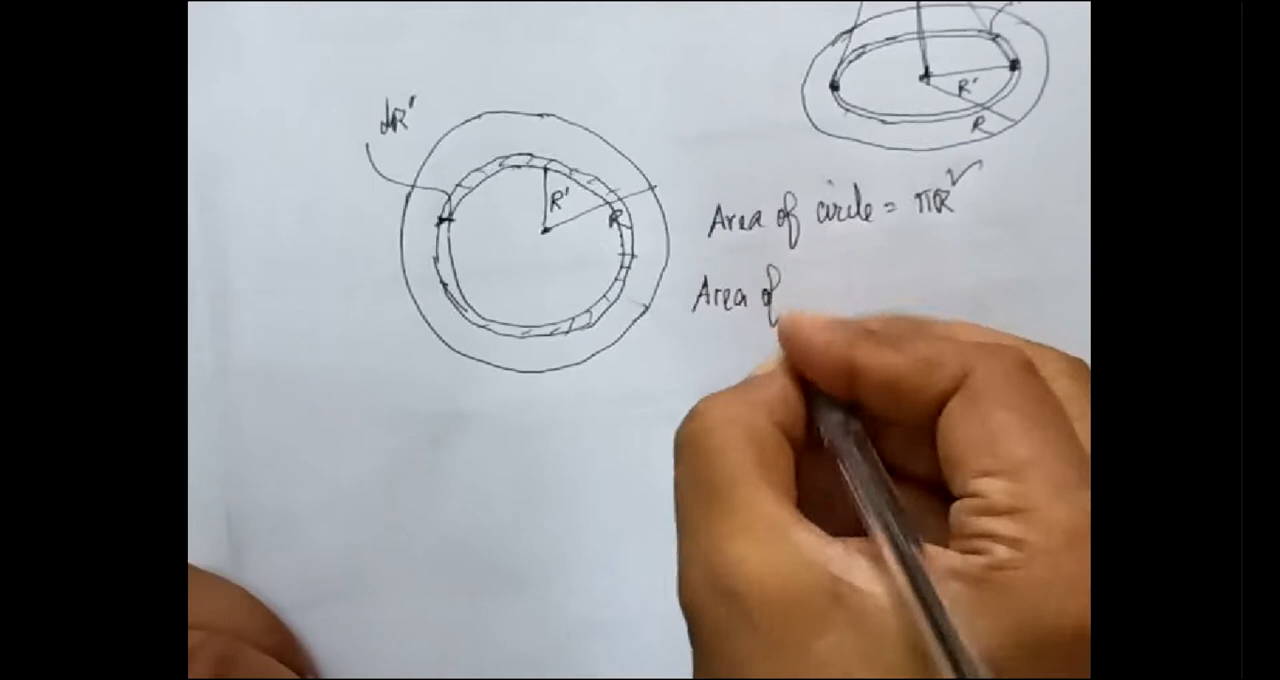 R'
R
dR'
R'
R
Area of circle = πR²
Area of